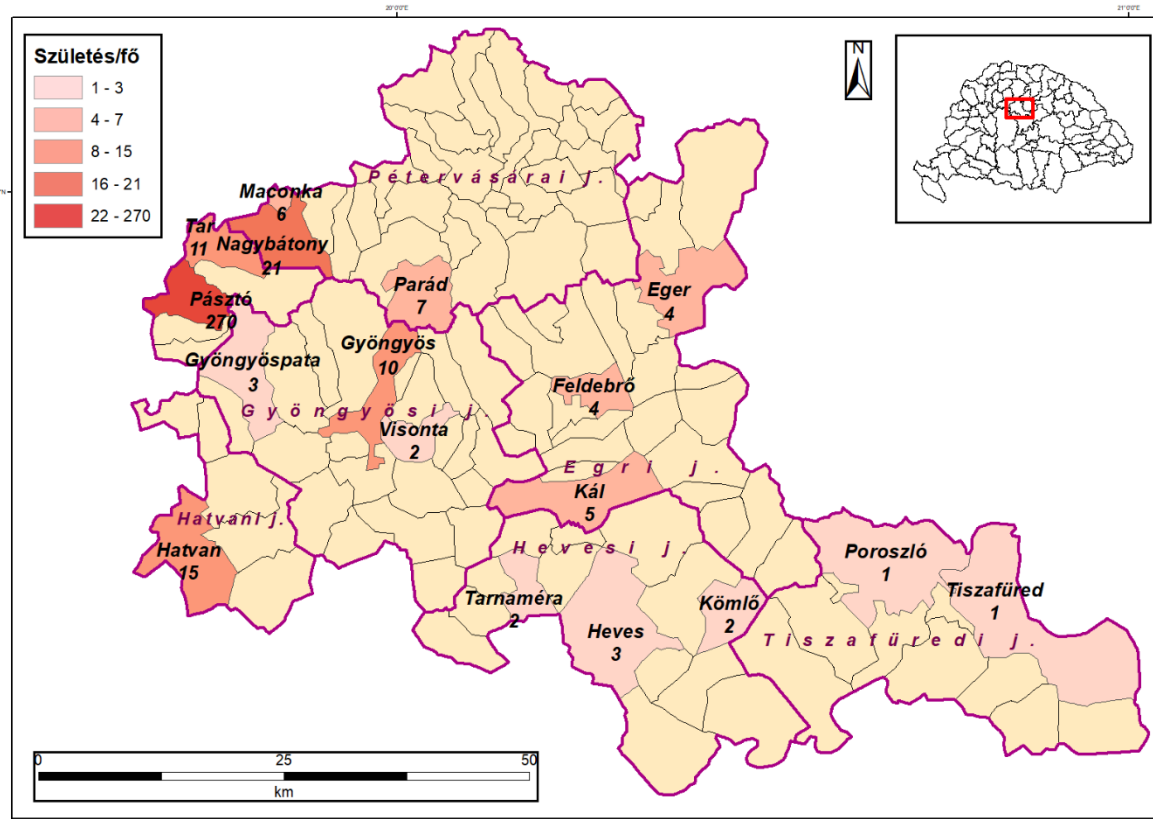 20°0'0"E
21°0'0"E
Születés/fő
1 - 3
4 - 7
8 - 15
16 - 21
22 - 270
N
°N
Pétervásárai j.
Maconka
6
Tar
11
Nagybátony
21
Parád
7
Eger
4
Pásztó
270
Gyöngyös
10
Gyöngyöspata
3
Feldebrő
4
Gyöngyösi j.
Visonta
2
Egri j.
Kál
5
Hatvani j.
Hatvan
15
Hevesi j.
Poroszló
1
Tiszafüred
1
Tarnaméra
2
Kömlő
2
Heves
3
Tiszafüredi j.
0 25 50
km